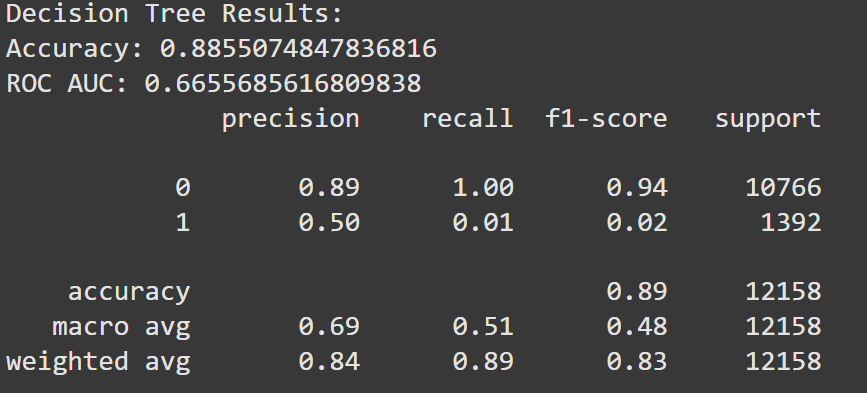 Decision Tree Results:
Accuracy: 0.8855074847836816
ROC AUC: 0.6655685616809838
precision recall f1-score support
0 0.89 1.00 0.94 10766
1 0.50 0.01 0.02 1392
accuracy 0.89 12158
macro avg 0.69 0.51 0.48 12158
weighted avg 0.84 0.89 0.83 12158